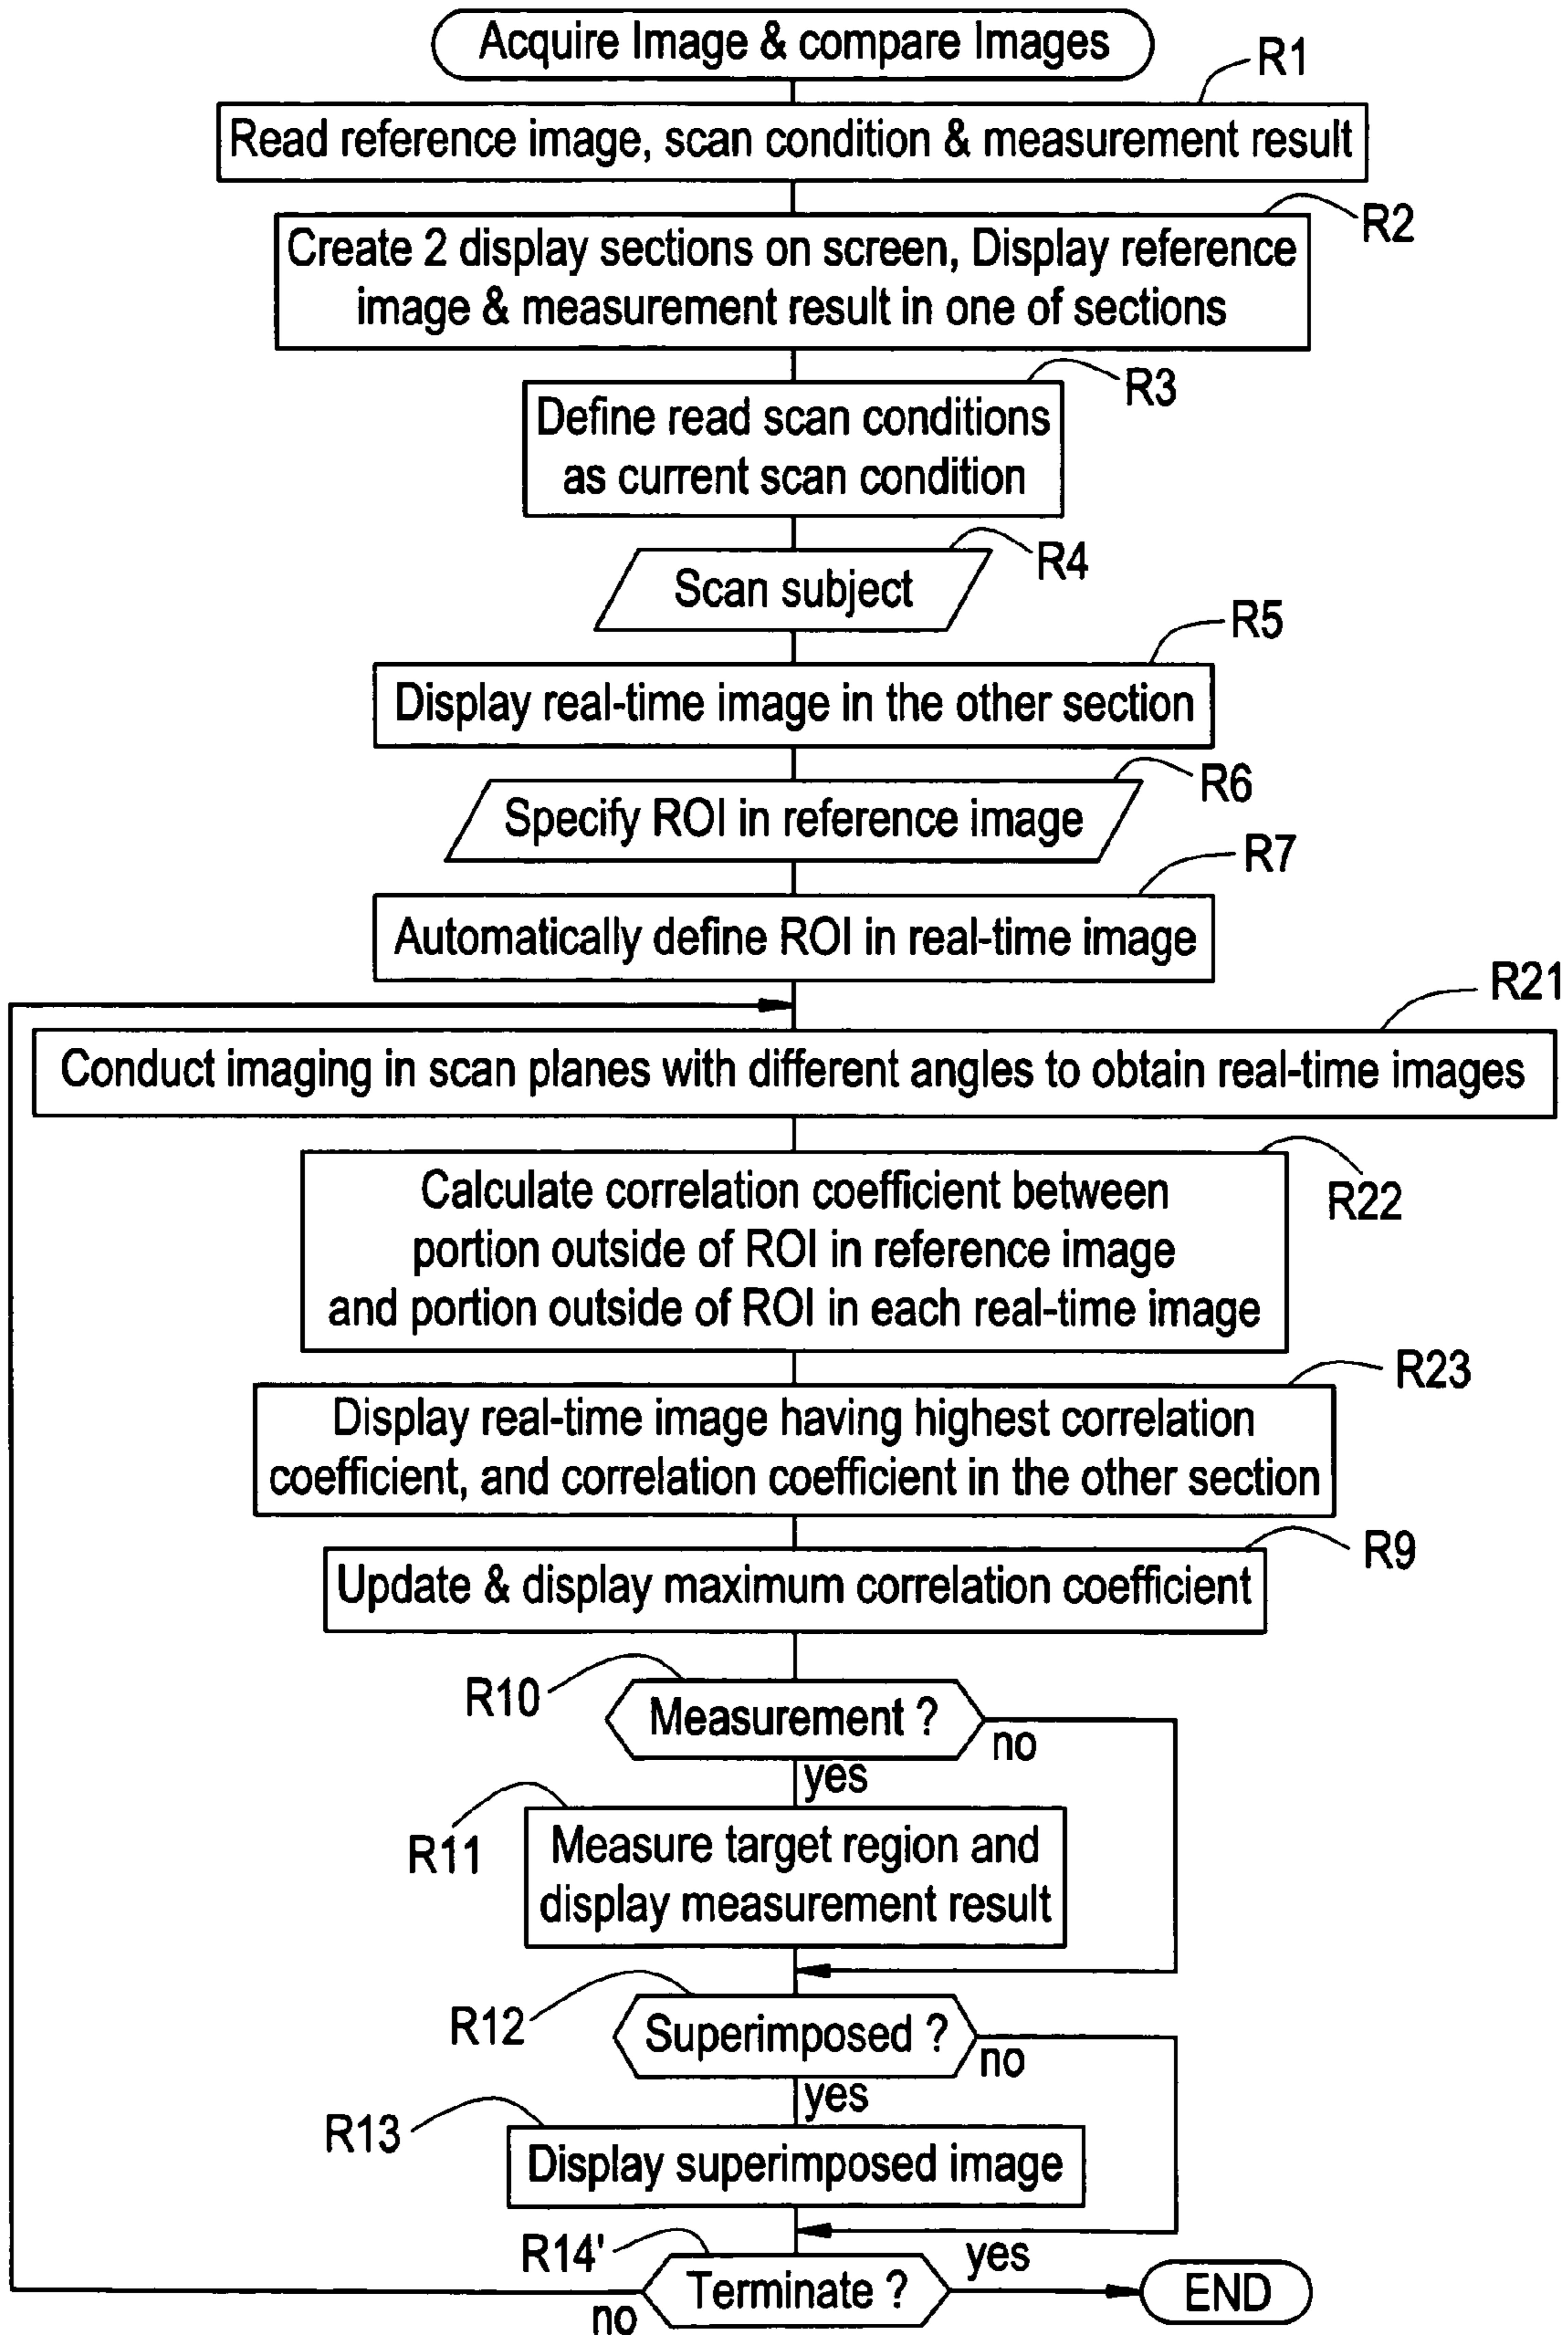 Acquire Image & compare Images
R1
Read reference image, scan condition & measurement result
R2
Create 2 display sections on screen, Display reference
image & measurement result in one of sections
R3
Define read scan conditions
as current scan condition
R4
Scan subject
R5
Display real-time image in the other section
R6
Specify ROI in reference image
R7
Automatically define ROI in real-time image
R21
Conduct imaging in scan planes with different angles to obtain real-time images
R22
Calculate correlation coefficient between
portion outside of ROI in reference image
and portion outside of ROI in each real-time image
R23
Display real-time image having highest correlation
coefficient, and correlation coefficient in the other section
R9
Update & display maximum correlation coefficient
R10
Measurement ?
no
yes
R11
Measure target region and
display measurement result
R12
Superimposed ?
no
yes
R13
Display superimposed image
R14'
yes
Terminate ?
END
no